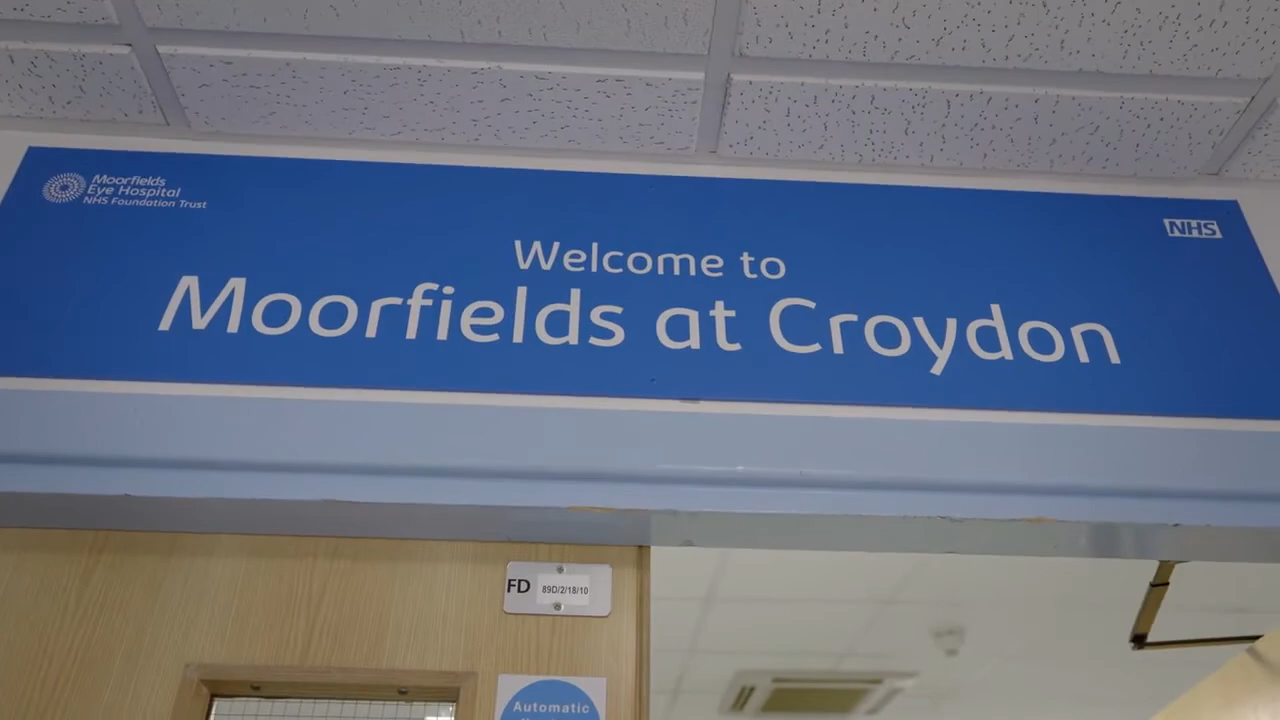 Moorfields
Eye Hospital
NHS Foundation Trust
NHS
Welcome to
Moorfields at Croydon
FD 89D/2/18/10
Automatic